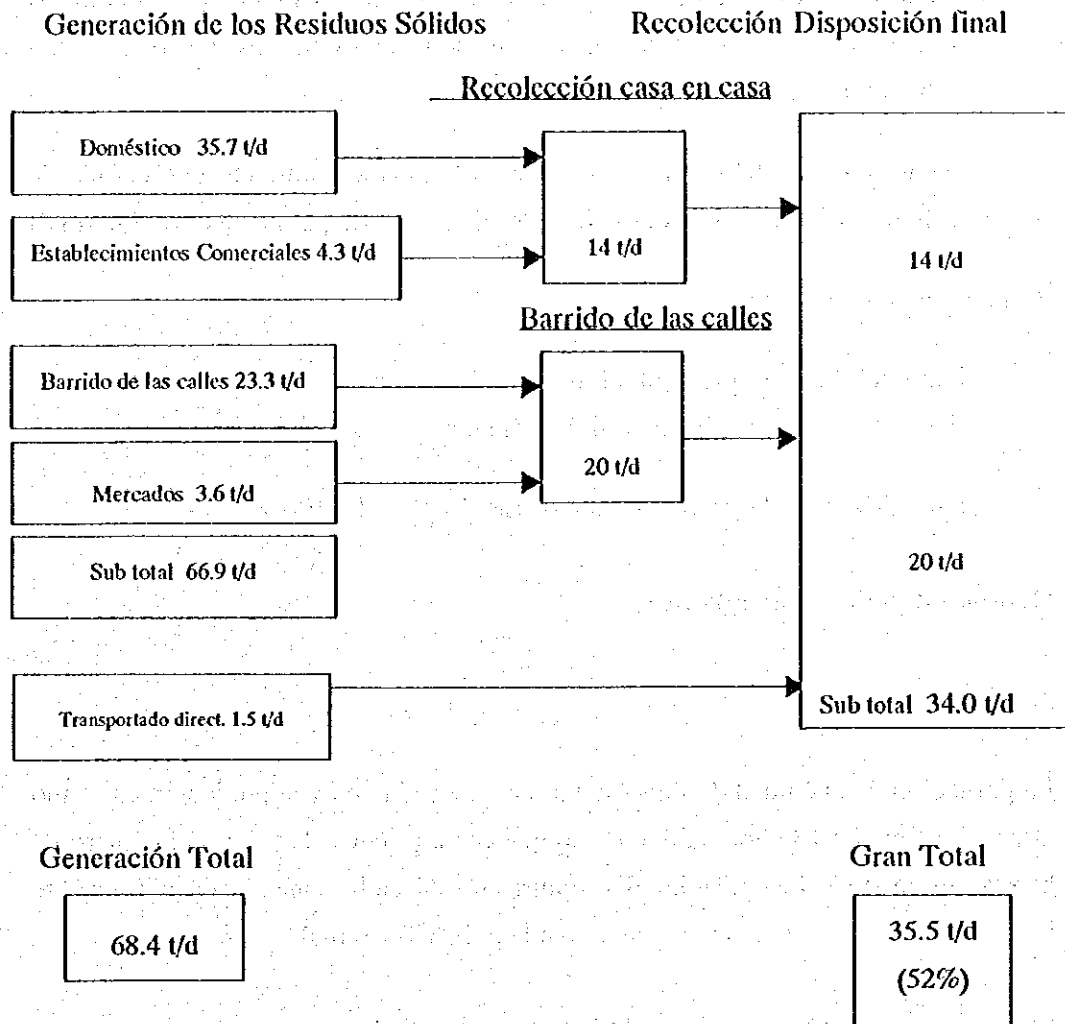 Generación de los Residuos Sólidos
Recolección Disposición final
Recolección casa en casa
Doméstico 35.7 t/d
Establecimientos Comerciales 4.3 t/d
14 t/d
14 t/d
Barrido de las calles
Barrido de las calles 23.3 t/d
Mercados 3.6 t/d
20 t/d
Sub total 66.9 t/d
20 t/d
Transportado direct. 1.5 t/d
Sub total 34.0 t/d
Generación Total
68.4 t/d
Gran Total
35.5 t/d
(52%)